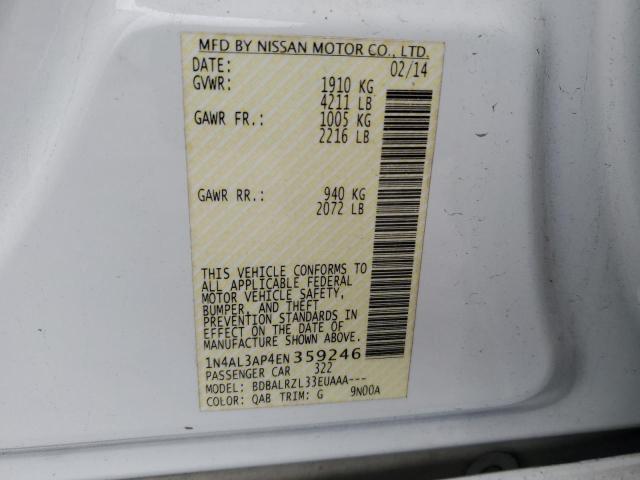 MFD BY NISSAN MOTOR CO., LTD.
DATE: 02/14
GVWR: 1910 KG
4211 LB
GAWR FR.: 1005 KG
2216 LB
GAWR RR.: 940 KG
2072 LB
THIS VEHICLE CONFORMS TO
ALL APPLICABLE FEDERAL
MOTOR VEHICLE SAFETY,
BUMPER, AND THEFT
PREVENTION STANDARDS IN
EFFECT ON THE DATE OF
MANUFACTURE SHOWN ABOVE.
1N4AL3AP4EN359246
PASSENGER CAR 322
MODEL: BDBALRZL33EUAAA---
COLOR: QAB TRIM: G 9N00A